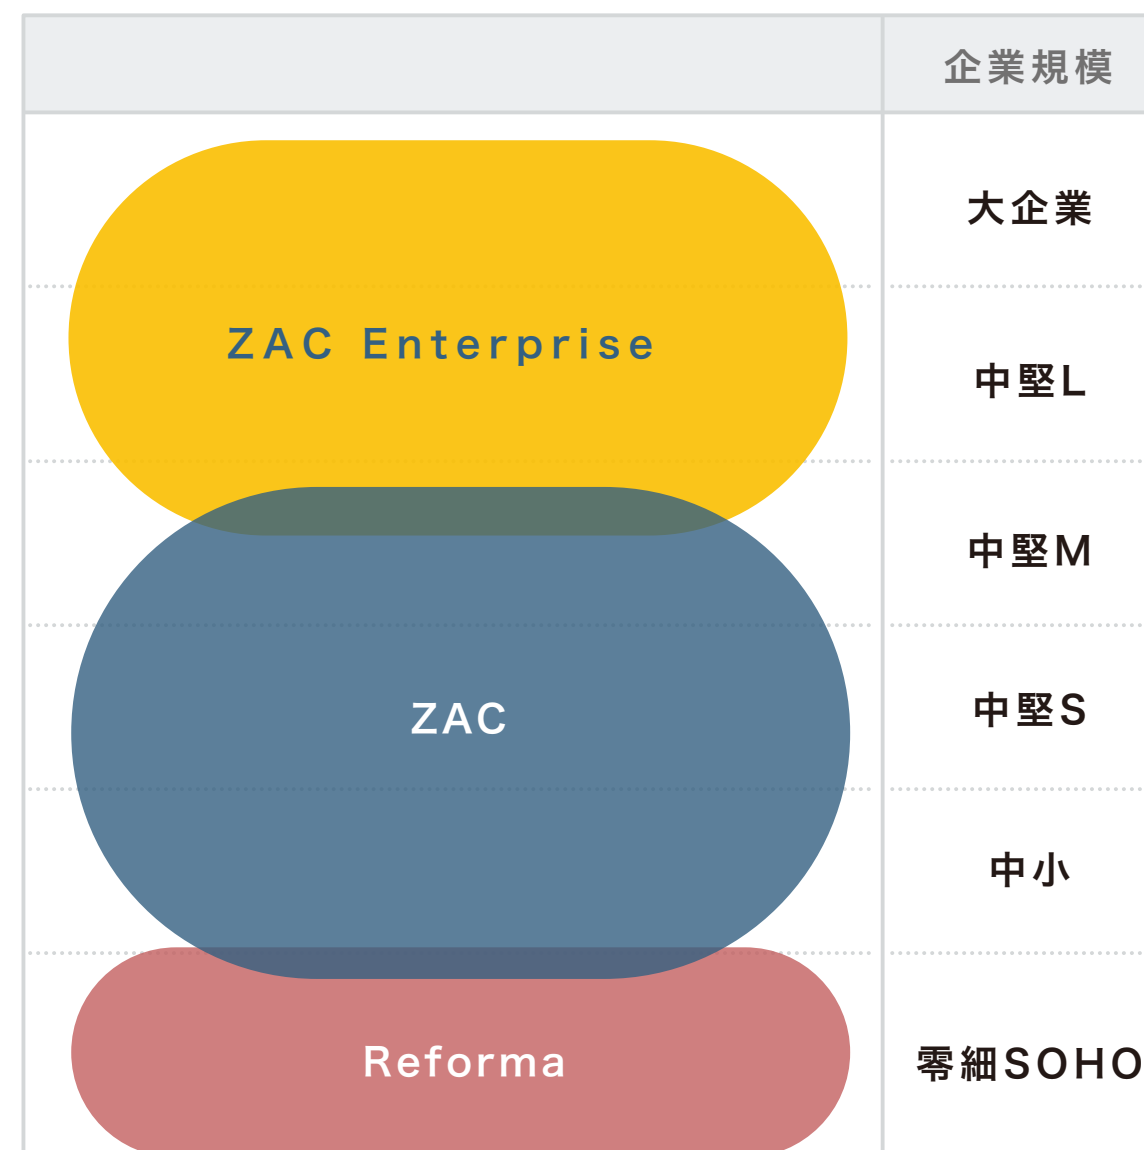 企業規模
大企業
ZAC Enterprise
中堅L
中堅M
ZAC
中堅S
中小
Reforma
零細SOHO